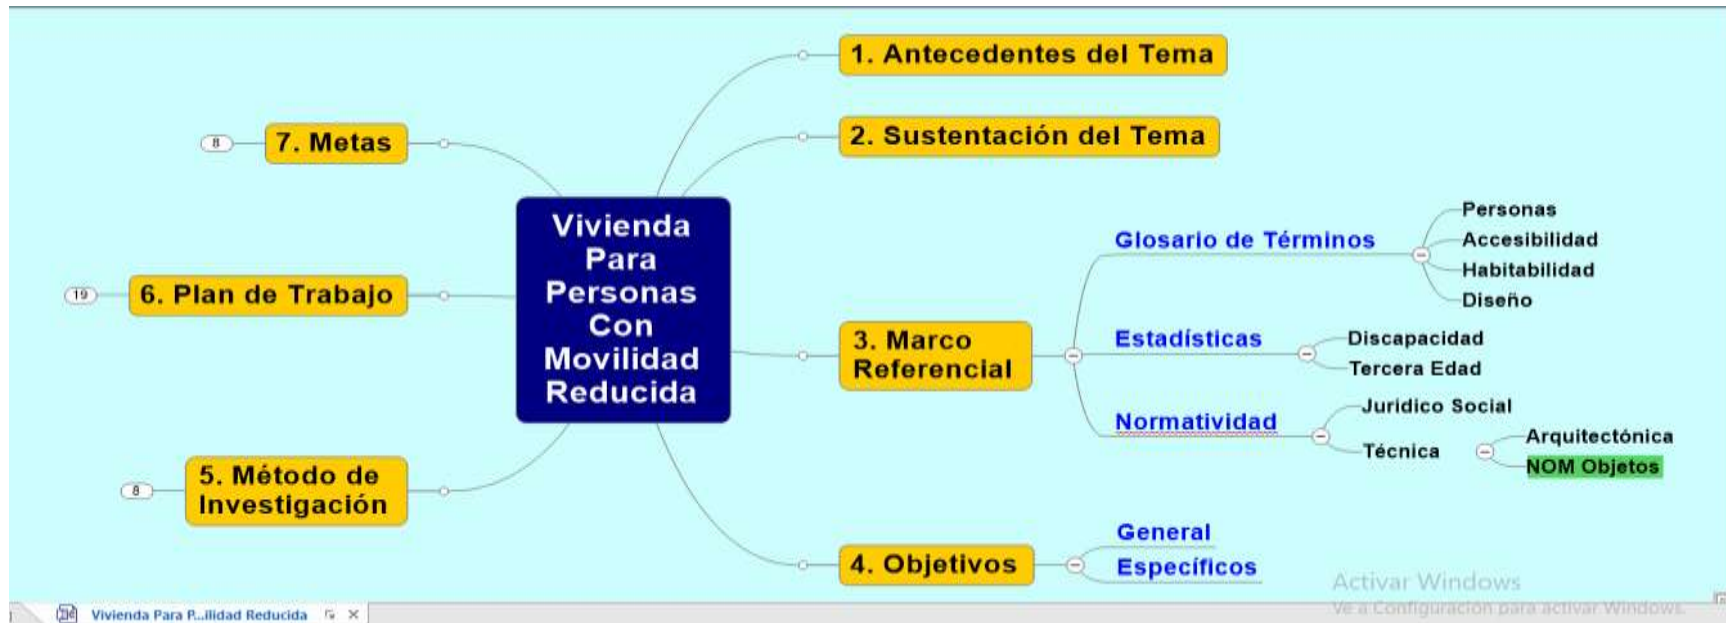 1. Antecedentes del Tema
2. Sustentación del Tema
8
7. Metas
Vivienda
Para
Personas
Con
Movilidad
Reducida
19
6. Plan de Trabajo
3. Marco
Referencial
Glosario de Términos
Personas
Accesibilidad
Habitabilidad
Diseño
Estadísticas
Discapacidad
Tercera Edad
Normatividad
Juridico Social
Técnica
Arquitectónica
NOM Objetos
8
5. Método de
Investigación
4. Objetivos
General
Específicos
Activar Windows
Ve a Configuración para activar Windows.
Vivienda Para P...ilidad Reducida